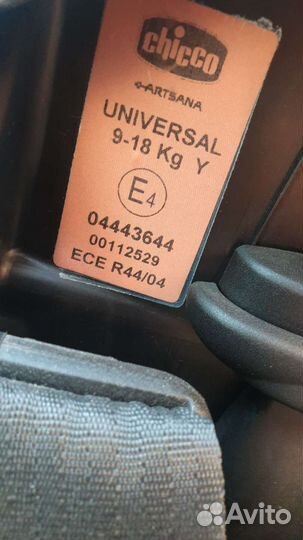 chicco
ARTSANA
UNIVERSAL
9-18 Kg Y
E4
04443644
00112529
ECE R44/04
Avito